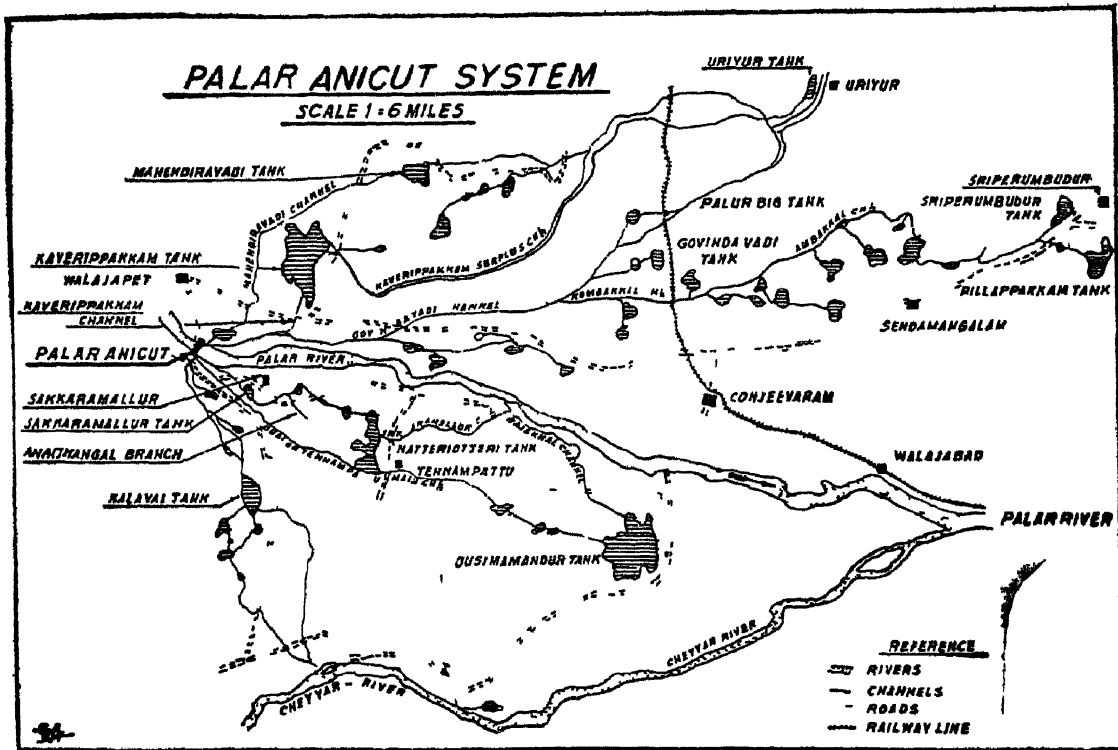 PALAR ANICUT SYSTEM
SCALE 1=6 MILES
URIYUR TANK
URIYUR
MAHENDIRAVADI TANK
MAHENDIRAVADI CHANNEL
SRIPERUMBUDUR
SRIPERUMBUDUR
TANK
PALUR BIG TANK
AMBAKKAL CHL
GOVINDA VADI
TANK
KAVERIPPAKKAM TANK
WALAJAPET
KAVERIPPAKKAM SURPLUS CHL
PILLAPPAKKAM TANK
KAVERIPPAKKAM
CHANNEL
SENDAMANGALAM
PALAR ANICUT
PALAR RIVER
SAKKARAMALLUR
CONJEEVARAM
SAKKARAMALLUR TANK
BRANCH
TANK
TENNAMPATTU
CHANNEL
WALAJABAD
KALAVAI TANK
PALAR RIVER
DUSIMAMANDUR TANK
CHEYYAR RIVER
CHEYYAR - RIVER
REFERENCE
RIVERS
CHANNELS
ROADS
RAILWAY LINE